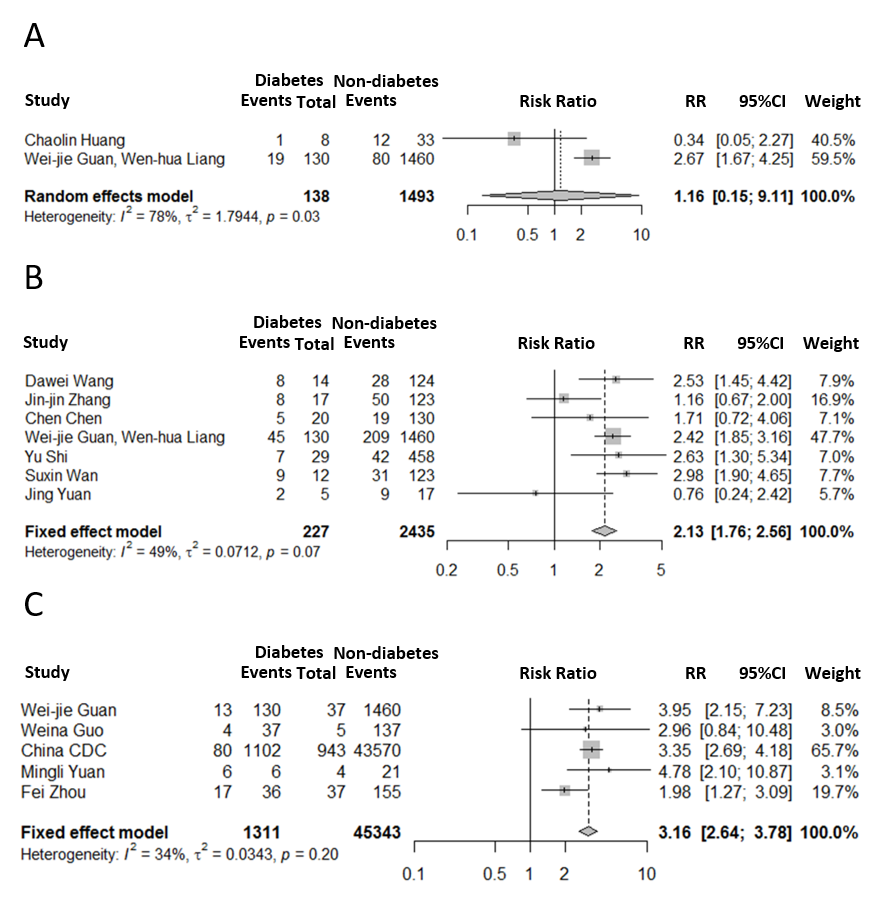 A
Diabetes Non-diabetes
Study Events Total Events Risk Ratio RR 95%CI Weight
Chaolin Huang 1 8 12 33 0.34 [0.05; 2.27] 40.5%
Wei-jie Guan, Wen-hua Liang 19 130 80 1460 2.67 [1.67; 4.25] 59.5%
Random effects model 138 1493 1.16 [0.15; 9.11] 100.0%
Heterogeneity: I² = 78%, τ² = 1.7944, p = 0.03
0.1 0.5 1 2 10
B
Diabetes Non-diabetes
Study Events Total Events Risk Ratio RR 95%CI Weight
Dawei Wang 8 14 28 124 2.53 [1.45; 4.42] 7.9%
Jin-jin Zhang 8 17 50 123 1.16 [0.67; 2.00] 16.9%
Chen Chen 5 20 19 130 1.71 [0.72; 4.06] 7.1%
Wei-jie Guan, Wen-hua Liang 45 130 209 1460 2.42 [1.85; 3.16] 47.7%
Yu Shi 7 29 42 458 2.63 [1.30; 5.34] 7.0%
Suxin Wan 9 12 31 123 2.98 [1.90; 4.65] 7.7%
Jing Yuan 2 5 9 17 0.76 [0.24; 2.42] 5.7%
Fixed effect model 227 2435 2.13 [1.76; 2.56] 100.0%
Heterogeneity: I² = 49%, τ² = 0.0712, p = 0.07
0.2 0.5 1 2 5
C
Diabetes Non-diabetes
Study Events Total Events Risk Ratio RR 95%CI Weight
Wei-jie Guan 13 130 37 1460 3.95 [2.15; 7.23] 8.5%
Weina Guo 4 37 5 137 2.96 [0.84; 10.48] 3.0%
China CDC 80 1102 943 43570 3.35 [2.69; 4.18] 65.7%
Mingli Yuan 6 6 4 21 4.78 [2.10; 10.87] 3.1%
Fei Zhou 17 36 37 155 1.98 [1.27; 3.09] 19.7%
Fixed effect model 1311 45343 3.16 [2.64; 3.78] 100.0%
Heterogeneity: I² = 34%, τ² = 0.0343, p = 0.20
0.1 0.5 1 2 10